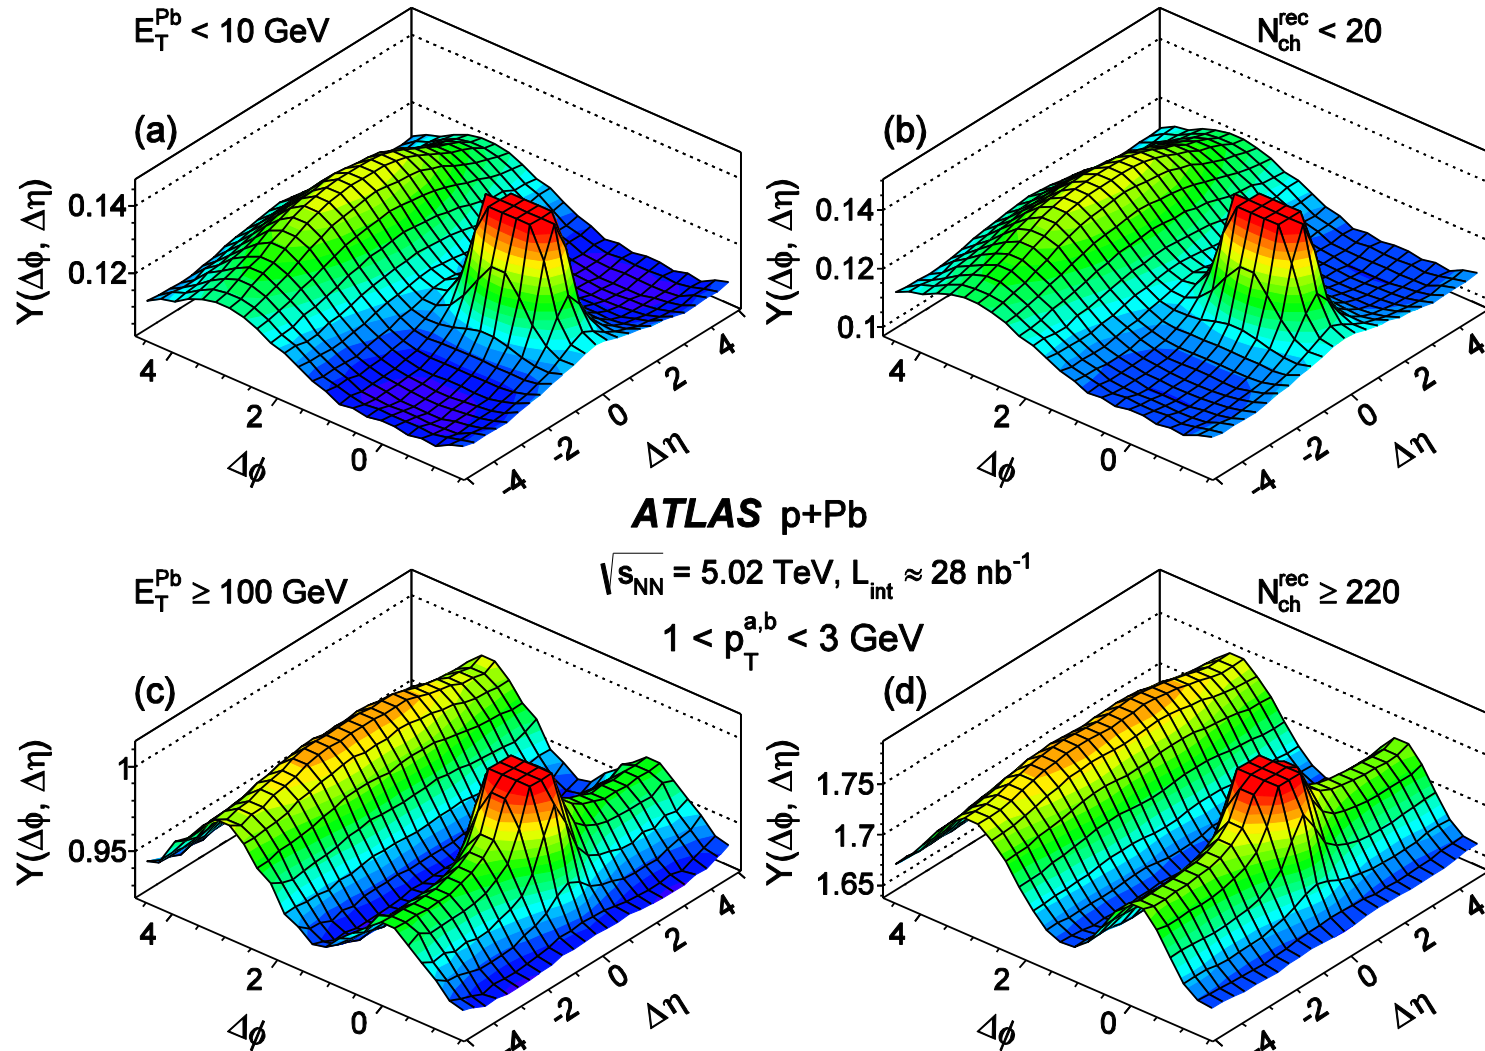 E_T^Pb < 10 GeV
(a)
Y(Δϕ, Δη)
0.14
0.12
4
2
0
Δϕ
-4
-2
0
2
4
Δη
N_ch^rec < 20
(b)
Y(Δϕ, Δη)
0.14
0.12
0.1
4
2
0
Δϕ
-4
-2
0
2
4
Δη
ATLAS p+Pb
√s_NN = 5.02 TeV, L_int ≈ 28 nb^-1
1 < p_T^a,b < 3 GeV
E_T^Pb ≥ 100 GeV
(c)
Y(Δϕ, Δη)
1
0.95
4
2
0
Δϕ
-4
-2
0
2
4
Δη
N_ch^rec ≥ 220
(d)
Y(Δϕ, Δη)
1.75
1.7
1.65
4
2
0
Δϕ
-4
-2
0
2
4
Δη